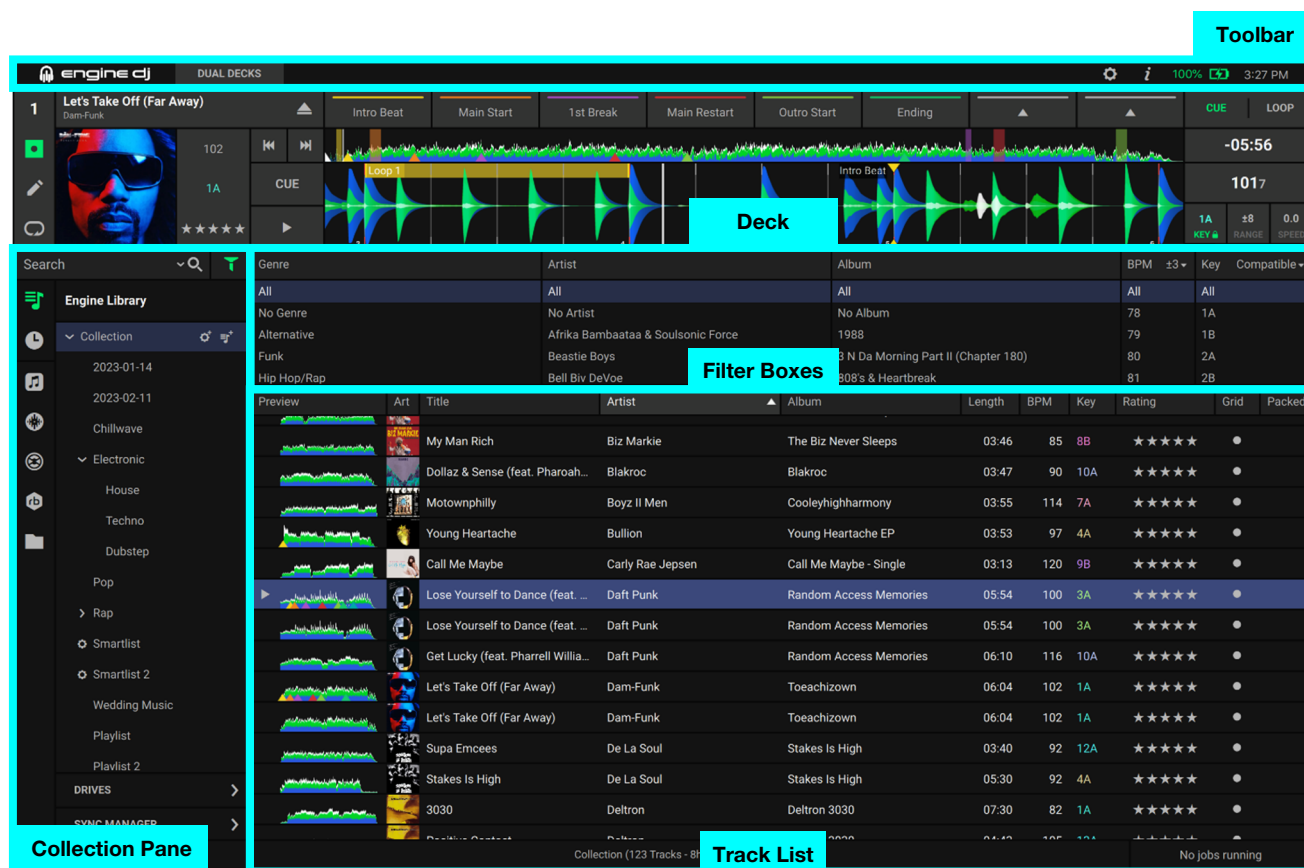 Toolbar
engine dj DUAL DECKS 100% 3:27 PM
1 Let's Take Off (Far Away)
Dam-Funk
Intro Beat Main Start 1st Break Main Restart Outro Start Ending CUE LOOP
102
-05:56
1A
CUE
Loop 1
Intro Beat
1017
1A ±8 0.0
KEY RANGE SPEED
Deck
Search
Engine Library
Collection
2023-01-14
2023-02-11
Chillwave
Electronic
House
Techno
Dubstep
Pop
Rap
Smartlist
Smartlist 2
Wedding Music
Playlist
Playlist 2
DRIVES
SYNC MANAGER
Collection Pane
Genre Artist Album BPM ±3 Key Compatible
All All All All All
No Genre No Artist No Album 78 1A
Alternative Afrika Bambaataa & Soulsonic Force 1988 79 1B
Funk Beastie Boys 3 N Da Morning Part II (Chapter 180) 80 2A
Hip Hop/Rap Bell Biv DeVoe 808's & Heartbreak 81 2B
Filter Boxes
Preview Art Title Artist Album Length BPM Key Rating Grid Packed
My Man Rich Biz Markie The Biz Never Sleeps 03:46 85 8B
Dollaz & Sense (feat. Pharoah... Blakroc Blakroc 03:47 90 10A
Motownphilly Boyz II Men Cooleyhighharmony 03:55 114 7A
Young Heartache Bullion Young Heartache EP 03:53 97 4A
Call Me Maybe Carly Rae Jepsen Call Me Maybe - Single 03:13 120 9B
Lose Yourself to Dance (feat. ... Daft Punk Random Access Memories 05:54 100 3A
Lose Yourself to Dance (feat. ... Daft Punk Random Access Memories 05:54 100 3A
Get Lucky (feat. Pharrell Willia... Daft Punk Random Access Memories 06:10 116 10A
Let's Take Off (Far Away) Dam-Funk Toeachizown 06:04 102 1A
Let's Take Off (Far Away) Dam-Funk Toeachizown 06:04 102 1A
Supa Emcees De La Soul Stakes Is High 03:40 92 12A
Stakes Is High De La Soul Stakes Is High 05:30 92 4A
3030 Deltron Deltron 3030 07:30 82 1A
Collection (123 Tracks - 8h
Track List
No jobs running